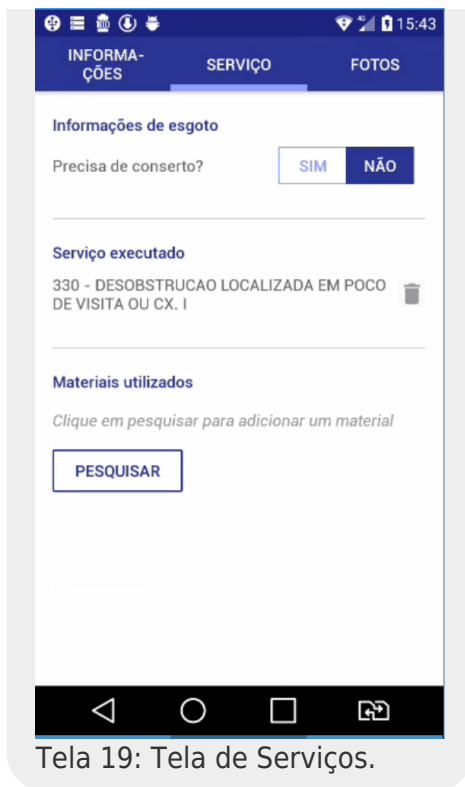 15:43
INFORMA-
ÇÕES
SERVIÇO
FOTOS
Informações de esgoto
Precisa de conserto?
SIM
NÃO
Serviço executado
330 - DESOBSTRUCAO LOCALIZADA EM POCO
DE VISITA OU CX. I
Materiais utilizados
Clique em pesquisar para adicionar um material
PESQUISAR
Tela 19: Tela de Serviços.